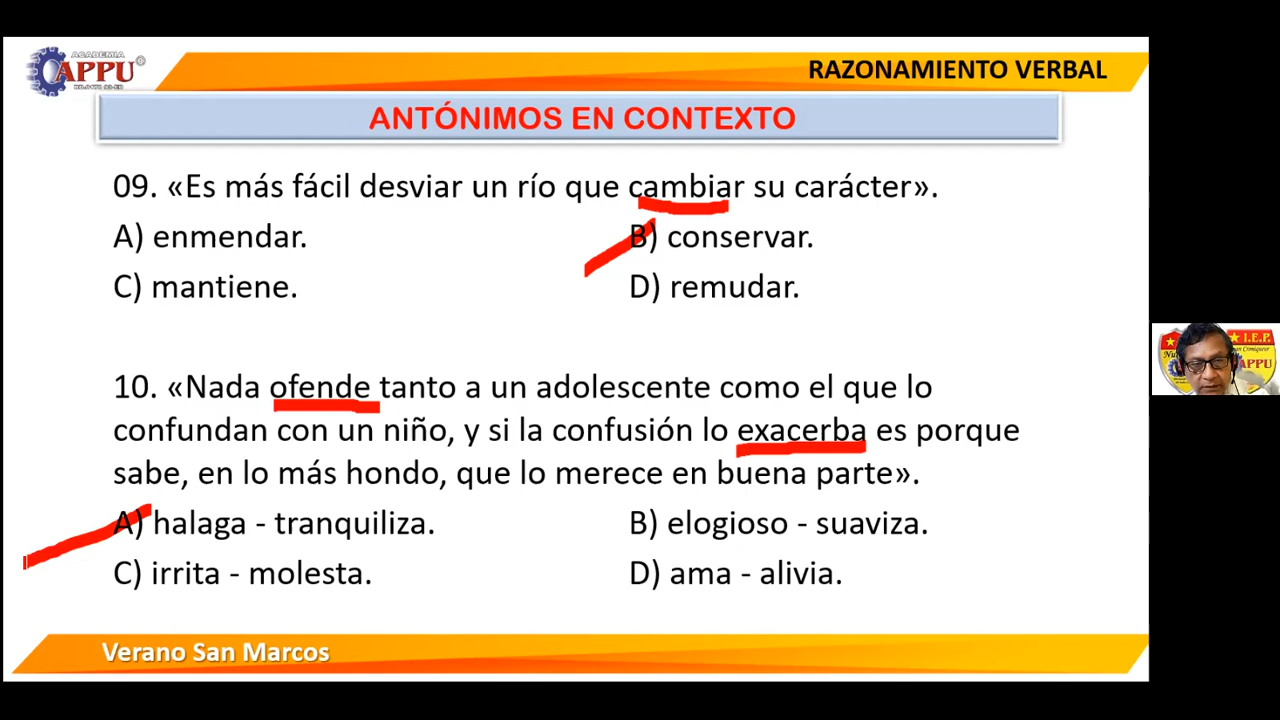 ACADEMIA
APPU
RAZONAMIENTO VERBAL
ANTÓNIMOS EN CONTEXTO
09. «Es más fácil desviar un río que cambiar su carácter».
A) enmendar. B) conservar.
C) mantiene. D) remudar.
10. «Nada ofende tanto a un adolescente como el que lo
confundan con un niño, y si la confusión lo exacerba es porque
sabe, en lo más hondo, que lo merece en buena parte».
A) halaga - tranquiliza. B) elogioso - suaviza.
C) irrita - molesta. D) ama - alivia.
Verano San Marcos
I.E.P.
APPU